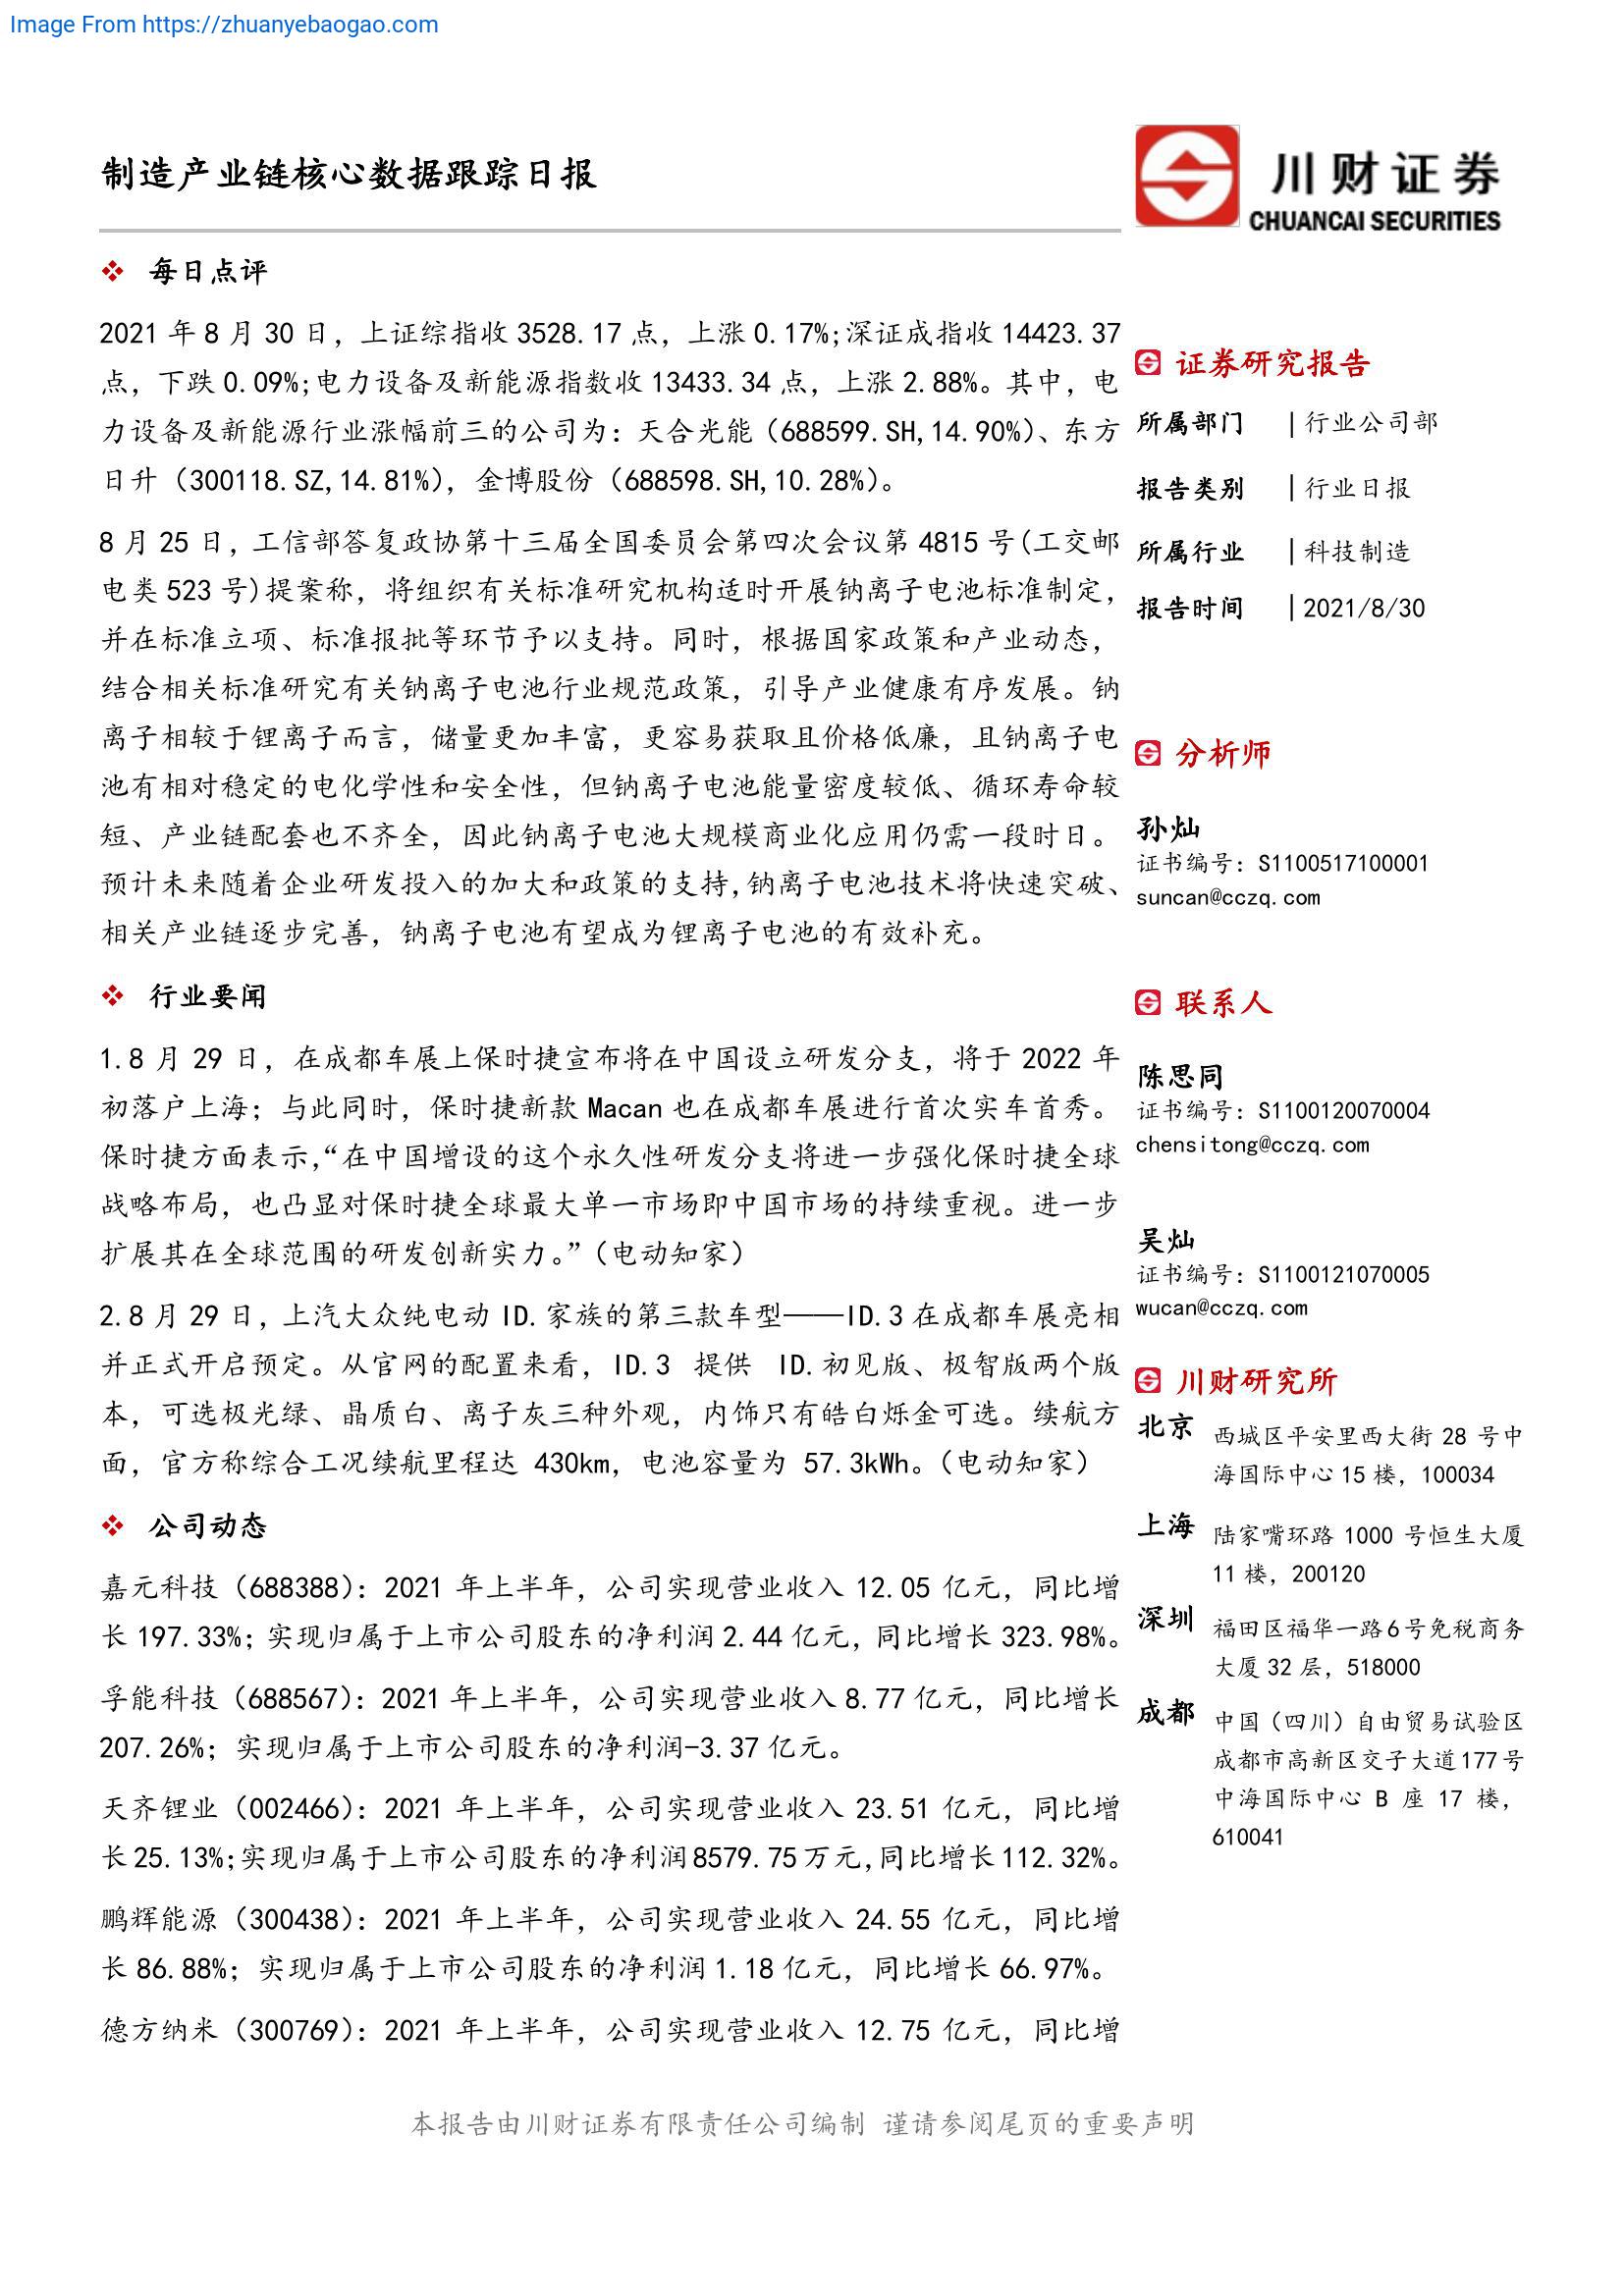 Image From https://zhuanyebaogao.com
制造产业链核心数据跟踪日报
川财证券
CHUANCAI SECURITIES
每日点评
2021 年 8 月 30 日，上证综指收 3528.17 点，上涨 0.17%;深证成指收 14423.37
点，下跌 0.09%;电力设备及新能源指数收 13433.34 点，上涨 2.88%。其中，电
力设备及新能源行业涨幅前三的公司为：天合光能（688599.SH,14.90%）、东方
日升（300118.SZ,14.81%），金博股份（688598.SH,10.28%）。
8 月 25 日，工信部答复政协第十三届全国委员会第四次会议第 4815 号(工交邮
电类 523 号)提案称，将组织有关标准研究机构适时开展钠离子电池标准制定，
并在标准立项、标准报批等环节予以支持。同时，根据国家政策和产业动态，
结合相关标准研究有关钠离子电池行业规范政策，引导产业健康有序发展。钠
离子相较于锂离子而言，储量更加丰富，更容易获取且价格低廉，且钠离子电
池有相对稳定的电化学性和安全性，但钠离子电池能量密度较低、循环寿命较
短、产业链配套也不齐全，因此钠离子电池大规模商业化应用仍需一段时日。
预计未来随着企业研发投入的加大和政策的支持,钠离子电池技术将快速突破、
相关产业链逐步完善，钠离子电池有望成为锂离子电池的有效补充。
行业要闻
1.8 月 29 日，在成都车展上保时捷宣布将在中国设立研发分支，将于 2022 年
初落户上海；与此同时，保时捷新款 Macan 也在成都车展进行首次实车首秀。
保时捷方面表示,“在中国增设的这个永久性研发分支将进一步强化保时捷全球
战略布局，也凸显对保时捷全球最大单一市场即中国市场的持续重视。进一步
扩展其在全球范围的研发创新实力。”（电动知家）
2.8 月 29 日，上汽大众纯电动 ID.家族的第三款车型——ID.3 在成都车展亮相
并正式开启预定。从官网的配置来看，ID.3 提供 ID.初见版、极智版两个版
本，可选极光绿、晶质白、离子灰三种外观，内饰只有皓白烁金可选。续航方
面，官方称综合工况续航里程达 430km，电池容量为 57.3kWh。（电动知家）
公司动态
嘉元科技（688388）：2021 年上半年，公司实现营业收入 12.05 亿元，同比增
长 197.33%；实现归属于上市公司股东的净利润 2.44 亿元，同比增长 323.98%。
孚能科技（688567）：2021 年上半年，公司实现营业收入 8.77 亿元，同比增长
207.26%；实现归属于上市公司股东的净利润-3.37 亿元。
天齐锂业（002466）：2021 年上半年，公司实现营业收入 23.51 亿元，同比增
长 25.13%;实现归属于上市公司股东的净利润 8579.75 万元,同比增长 112.32%。
鹏辉能源（300438）：2021 年上半年，公司实现营业收入 24.55 亿元，同比增
长 86.88%；实现归属于上市公司股东的净利润 1.18 亿元，同比增长 66.97%。
德方纳米（300769）：2021 年上半年，公司实现营业收入 12.75 亿元，同比增
证券研究报告
所属部门 |行业公司部
报告类别 |行业日报
所属行业 |科技制造
报告时间 |2021/8/30
分析师
孙灿
证书编号：S1100517100001
suncan@cczq.com
联系人
陈思同
证书编号：S1100120070004
chensitong@cczq.com
吴灿
证书编号：S1100121070005
wucan@cczq.com
川财研究所
北京 西城区平安里西大街 28 号中
海国际中心 15 楼，100034
上海 陆家嘴环路 1000 号恒生大厦
11 楼，200120
深圳 福田区福华一路 6 号免税商务
大厦 32 层，518000
成都 中国（四川）自由贸易试验区
成都市高新区交子大道 177 号
中海国际中心 B 座 17 楼，
610041
本报告由川财证券有限责任公司编制 谨请参阅尾页的重要声明